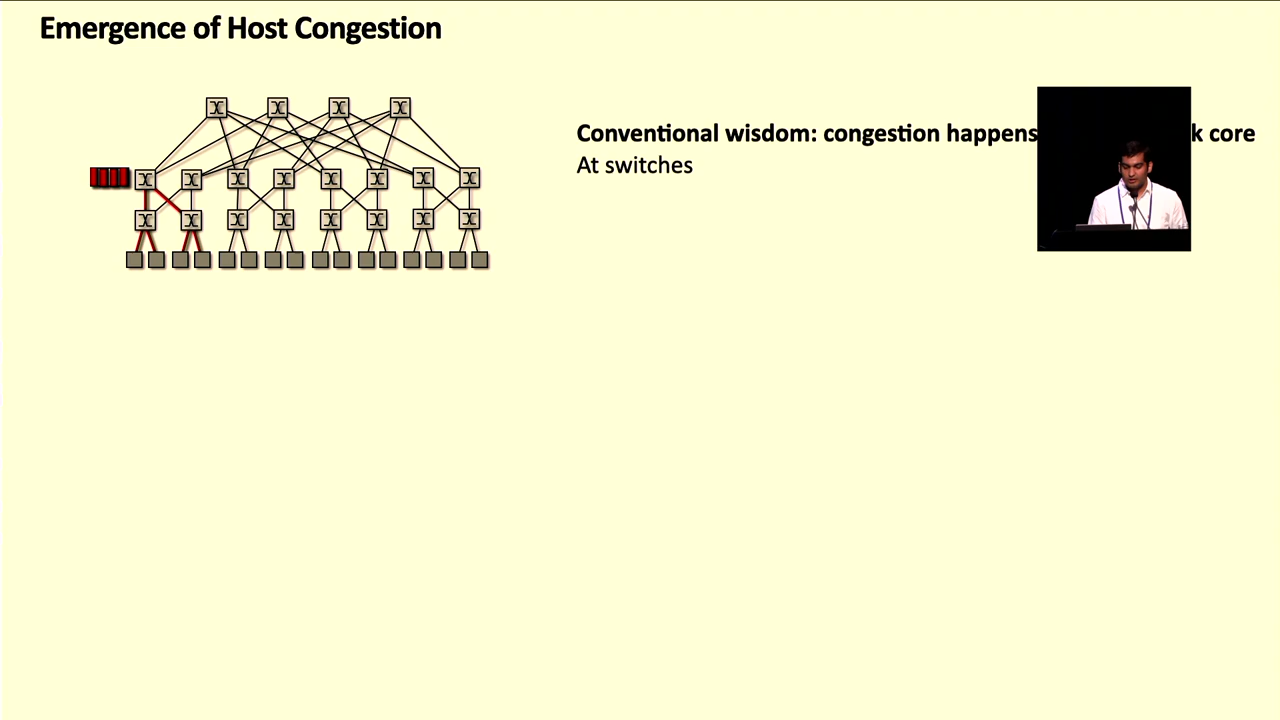 Emergence of Host Congestion
Conventional wisdom: congestion happens k core
At switches